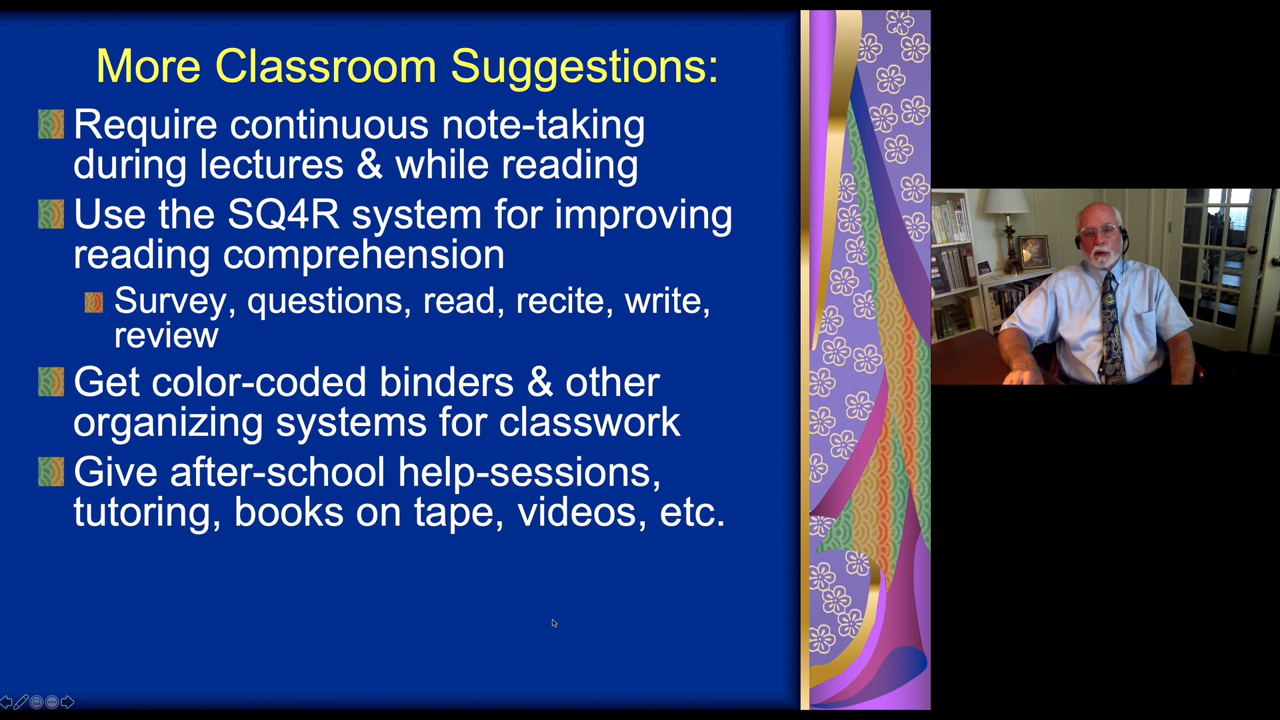 More Classroom Suggestions:
Require continuous note-taking
during lectures & while reading
Use the SQ4R system for improving
reading comprehension
Survey, questions, read, recite, write,
review
Get color-coded binders & other
organizing systems for classwork
Give after-school help-sessions,
tutoring, books on tape, videos, etc.